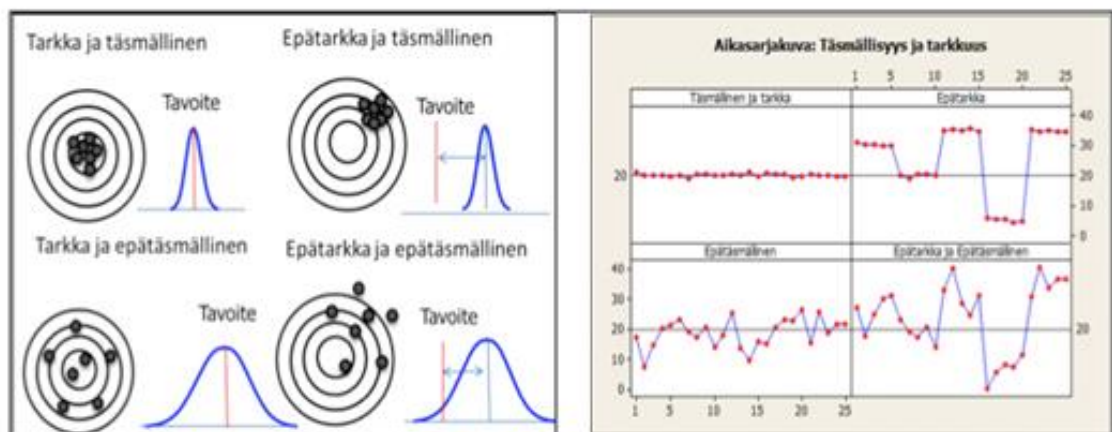 Tarkka ja täsmällinen
Tavoite
Epätarkka ja täsmällinen
Tavoite
Tarkka ja epätäsmällinen
Tavoite
Epätarkka ja epätäsmällinen
Tavoite
Aikasarjakuva: Täsmällisyys ja tarkkuus
1 5 10 15 20 25
Täsmällinen ja tarkka
Epätarkka
20
40
30
20
10
0
Epätäsmällinen
Epätarkka ja Epätäsmällinen
40
30
20
10
0
20
1 5 10 15 20 25